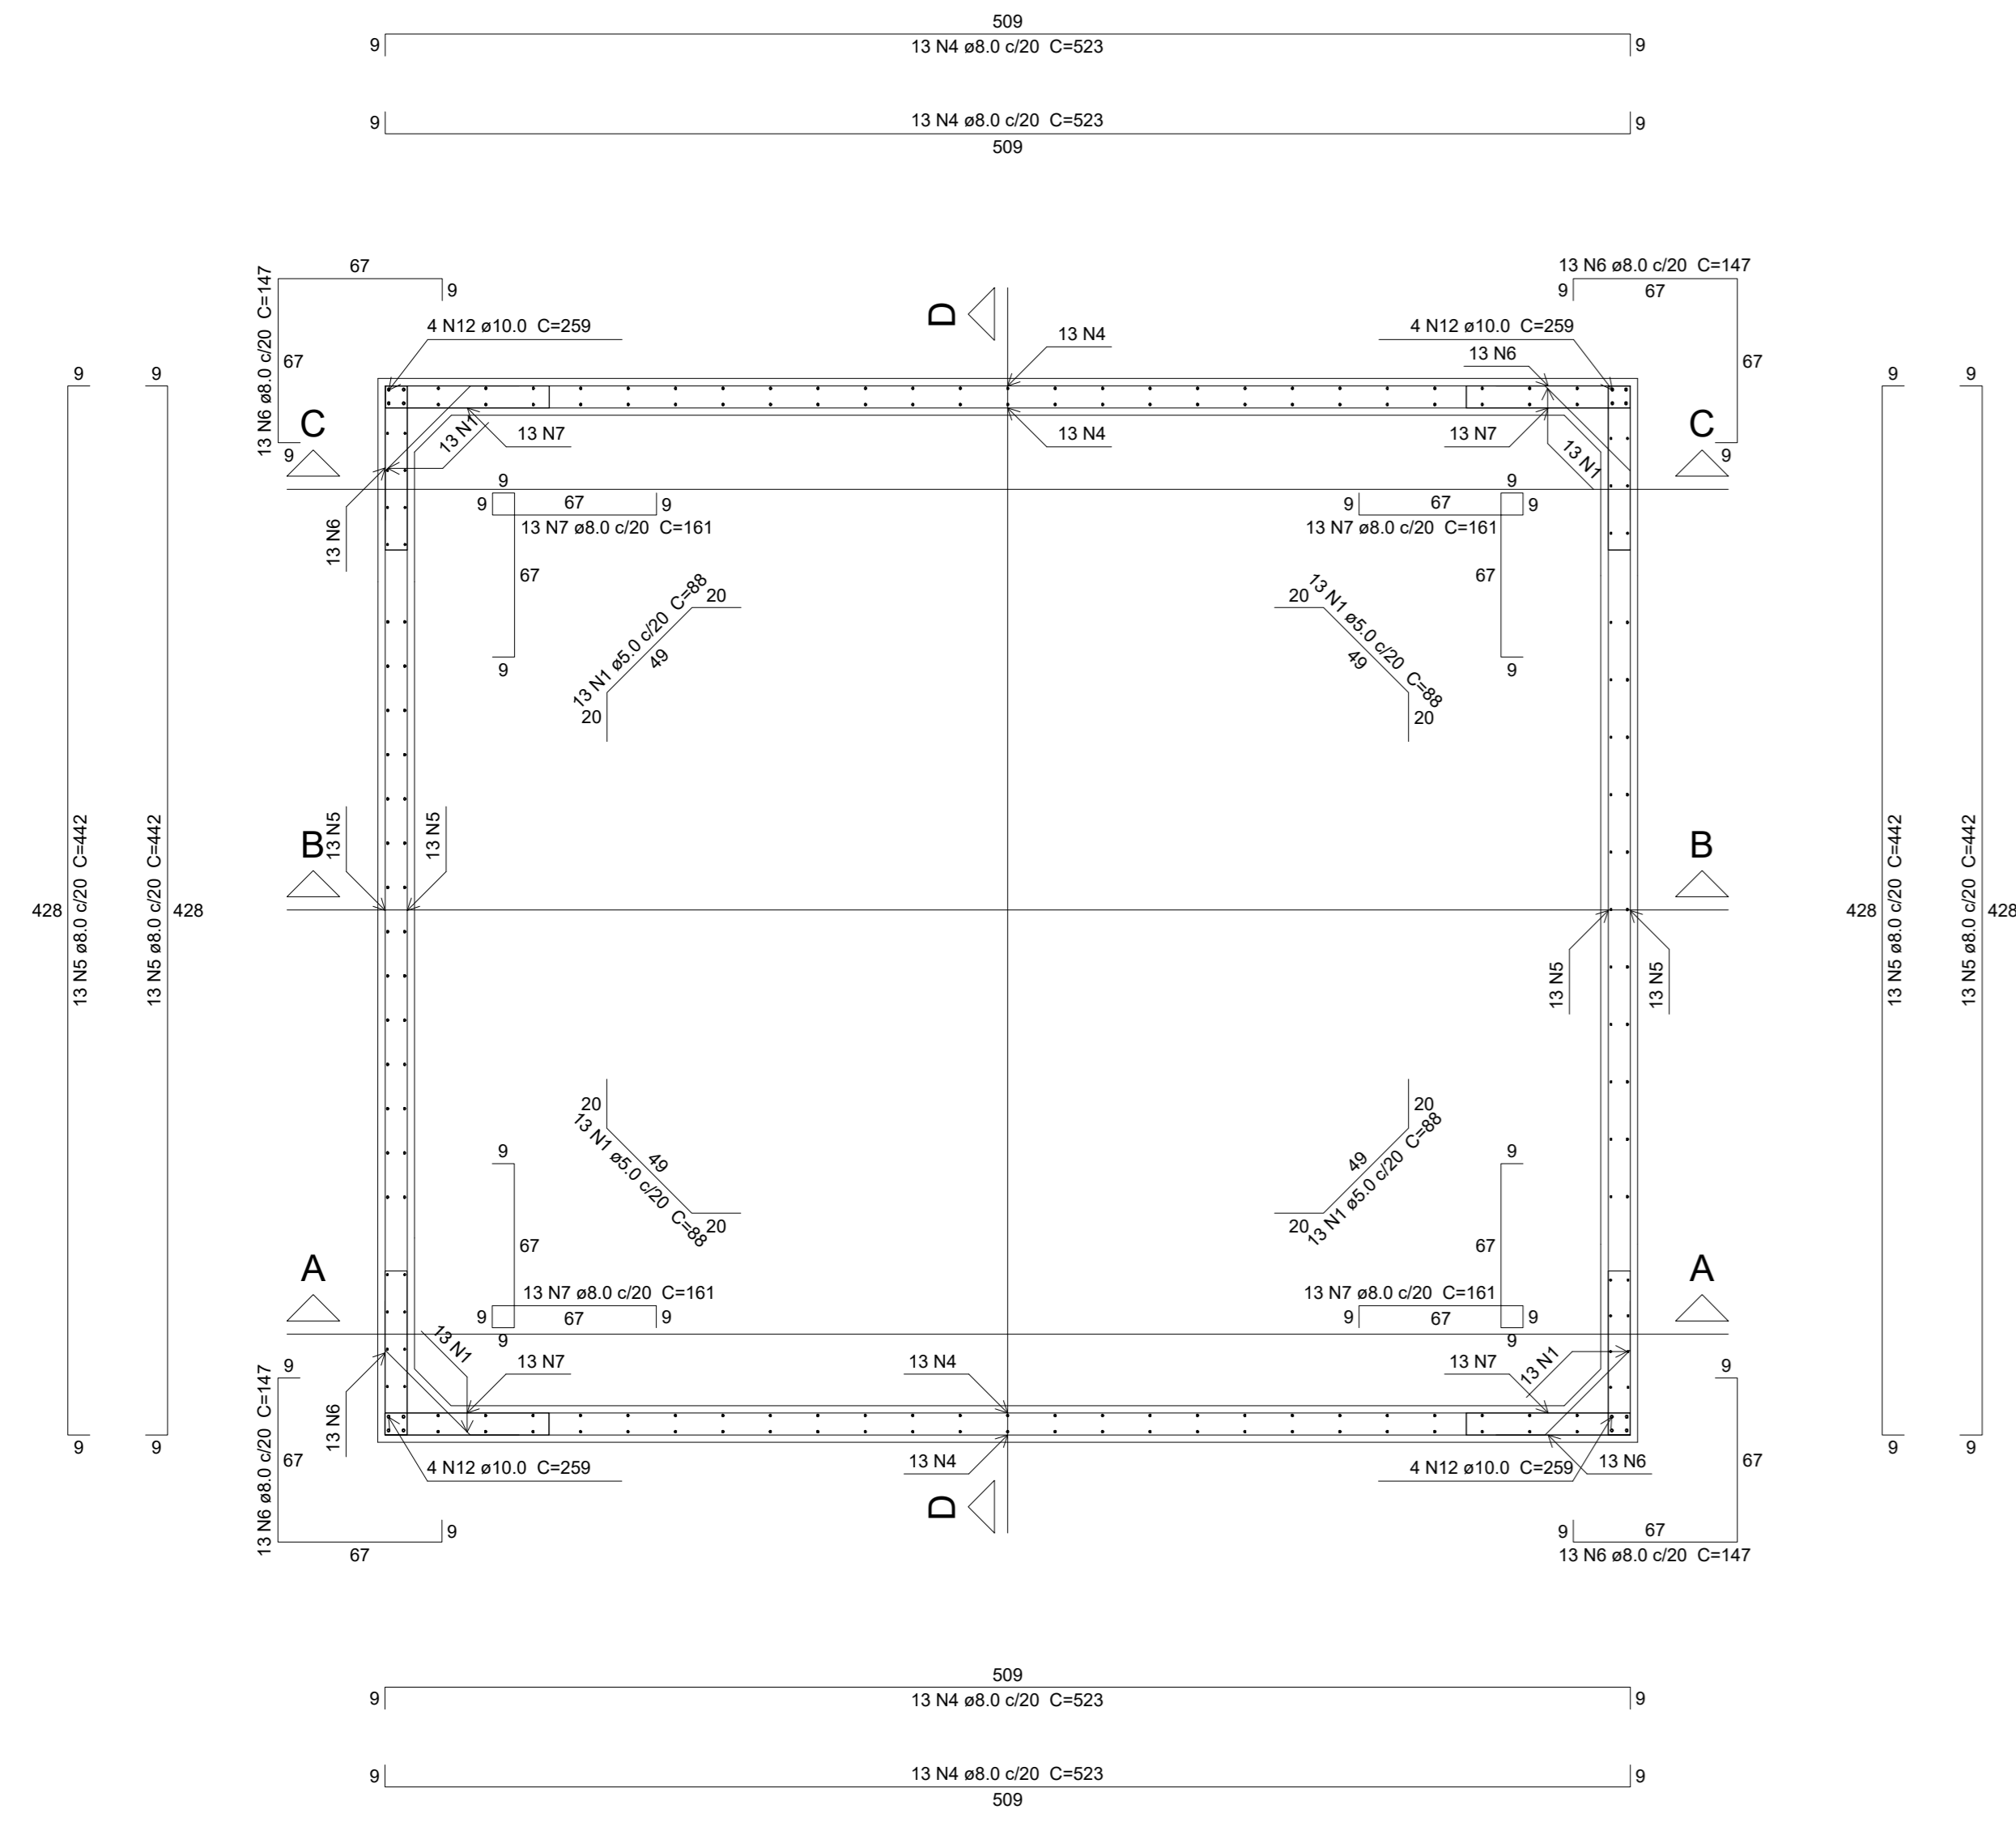 509
9
13 N4 ø8.0 c/20 C=523
9
9
13 N4 ø8.0 c/20 C=523
9
509
67
9
13 N6 ø8.0 c/20 C=147
67
9
4 N12 ø10.0 C=259
D
13 N4
13 N6 ø8.0 c/20 C=147
9
67
4 N12 ø10.0 C=259
13 N6
67
9
9
9
9
C
13 N1
13 N7
13 N4
13 N7
13 N1
C
9
13 N6
9
9
67
9
13 N7 ø8.0 c/20 C=161
67
9
9
9
67
9
13 N7 ø8.0 c/20 C=161
67
9
13 N1 ø5.0 c/20 C=88
20
49
20
20
13 N1 ø5.0 c/20 C=88
49
20
428
13 N5 ø8.0 c/20 C=442
13 N5 ø8.0 c/20 C=442
428
B
13 N5
13 N5
B
13 N5
13 N5
428
13 N5 ø8.0 c/20 C=442
13 N5 ø8.0 c/20 C=442
428
20
49
13 N1 ø5.0 c/20 C=88
20
20
49
13 N1 ø5.0 c/20 C=88
20
9
67
13 N7 ø8.0 c/20 C=161
9
67
9
9
9
67
13 N7 ø8.0 c/20 C=161
9
67
9
9
A
A
13 N1
13 N7
13 N4
13 N7
13 N1
9
13 N6 ø8.0 c/20 C=147
67
13 N6
9
67
4 N12 ø10.0 C=259
13 N4
4 N12 ø10.0 C=259
13 N6
9
67
9
9
9
9
D
9
67
13 N6 ø8.0 c/20 C=147
509
9
13 N4 ø8.0 c/20 C=523
9
9
13 N4 ø8.0 c/20 C=523
9
509